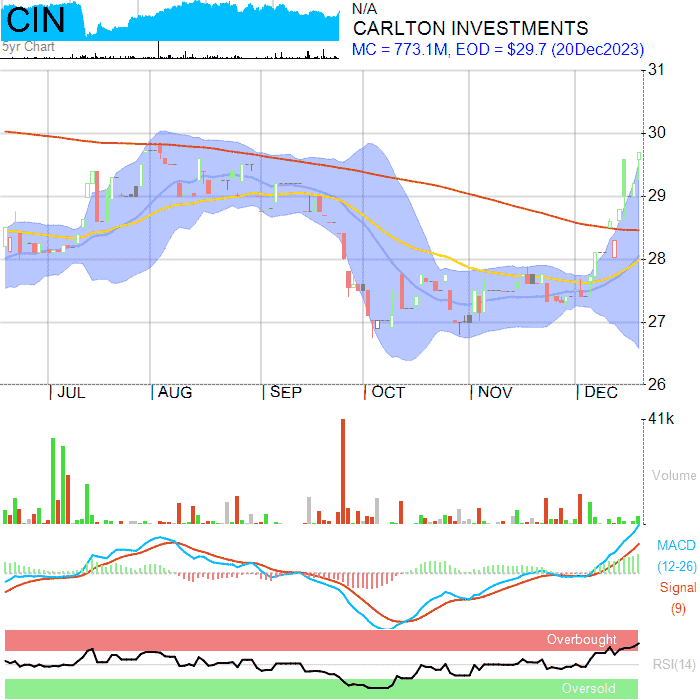 CIN
N/A
CARLTON INVESTMENTS
5yr Chart
MC = 773.1M, EOD = $29.7 (20Dec2023)
31
30
29
28
27
26
JUL AUG SEP OCT NOV DEC
41k
Volume
MACD
(12-26)
Signal
(9)
Overbought
RSI(14)
Oversold